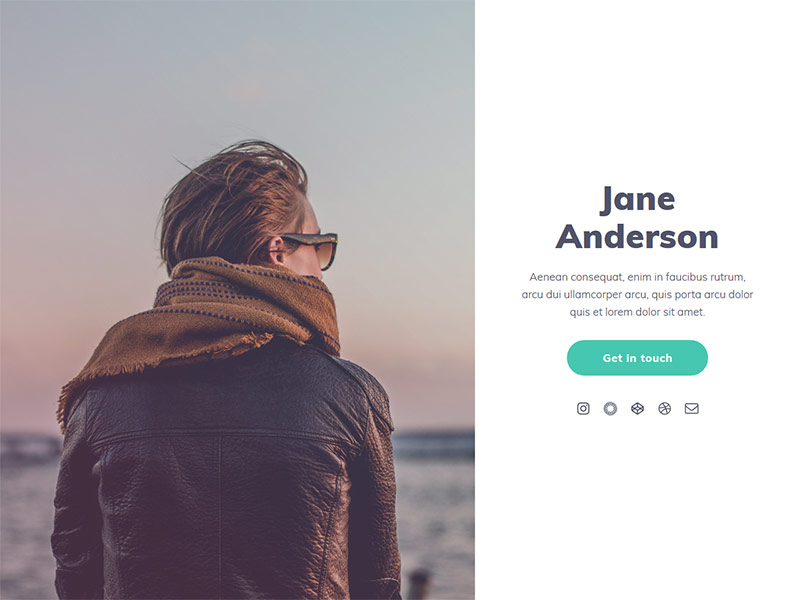 Jane
Anderson
Aenean consequat, enim in faucibus rutrum,
arcu dui ullamcorper arcu, quis porta arcu dolor
quis et lorem dolor sit amet.
Get in touch